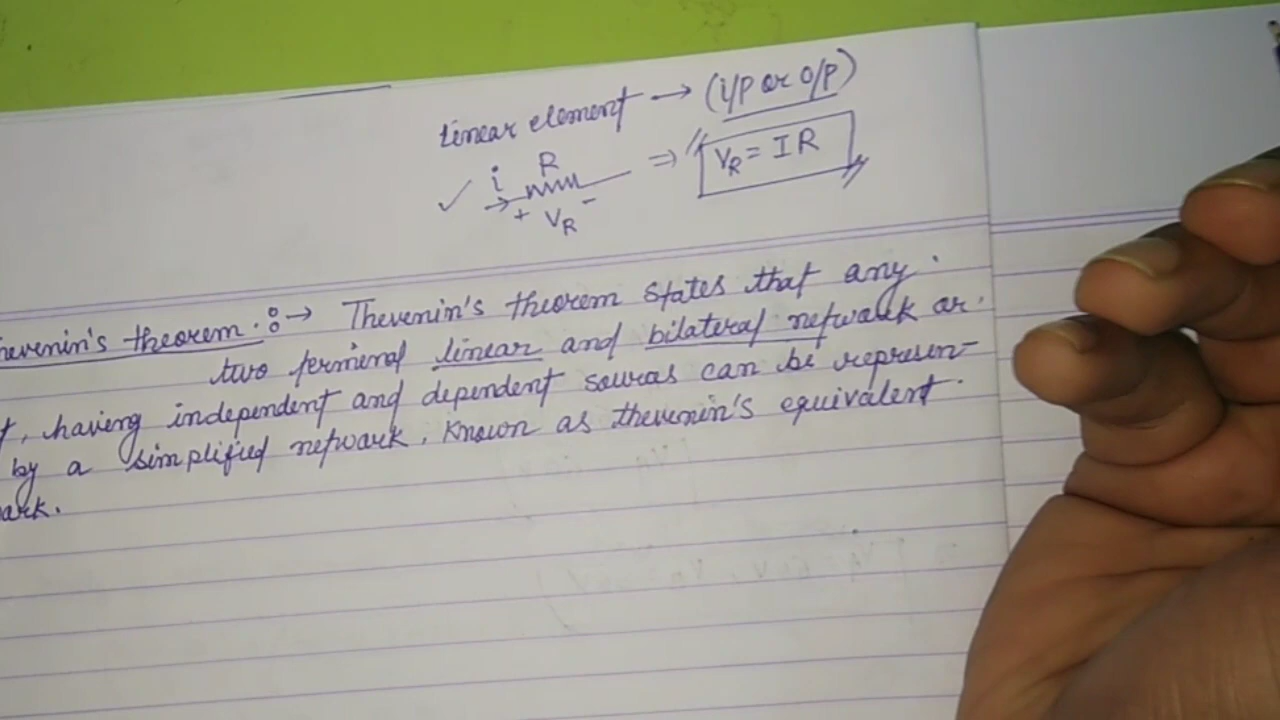 linear element → (i/p or o/p)
i R ⇒ " VR = IR "
+ VR -
hevenin's theorem. : → Thevenin's theorem states that any
two terminal linear and bilateral network or
t, having independent and dependent sources can be represen-
by a simplified network, known as thevenin's equivalent
ork.